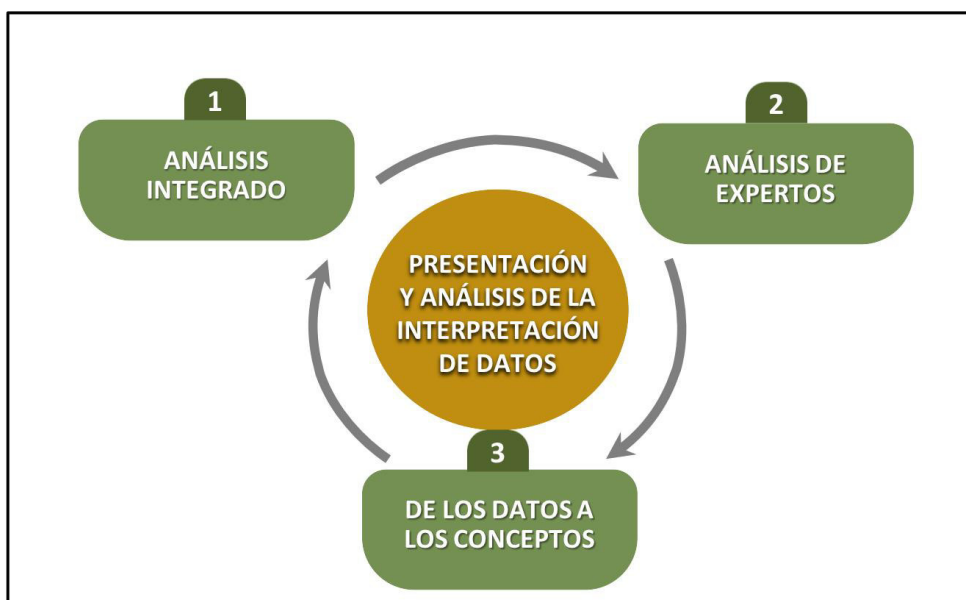 1
ANÁLISIS
INTEGRADO
2
ANÁLISIS DE
EXPERTOS
PRESENTACIÓN
Y ANÁLISIS DE LA
INTERPRETACIÓN
DE DATOS
3
DE LOS DATOS A
LOS CONCEPTOS